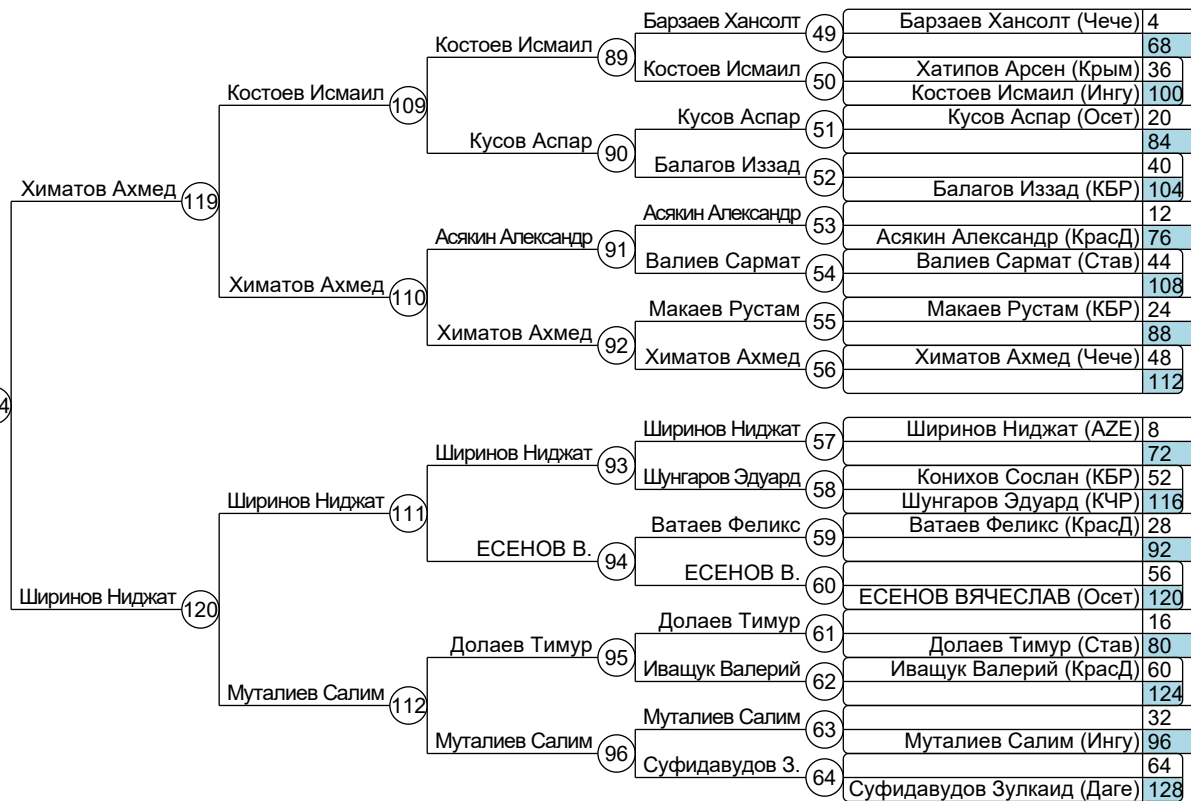 Барзаев Хансолт 49 Барзаев Хансолт (Чече) 4
68
Костоев Исмаил 89
Костоев Исмаил 50 Хатипов Арсен (Крым) 36
Костоев Исмаил (Ингу) 100
Костоев Исмаил 109
Кусов Аспар 51 Кусов Аспар (Осет) 20
84
Кусов Аспар 90
Балагов Иззад 52 40
Балагов Иззад (КБР) 104
Химатов Ахмед 119
Асякин Александр 53 12
Асякин Александр (КрасД) 76
Асякин Александр 91
Валиев Сармат 54 Валиев Сармат (Став) 44
108
Химатов Ахмед 110
Макаев Рустам 55 Макаев Рустам (КБР) 24
88
Химатов Ахмед 92
Химатов Ахмед 56 Химатов Ахмед (Чече) 48
112
4
Ширинов Ниджат 57 Ширинов Ниджат (AZE) 8
72
Ширинов Ниджат 93
Шунгаров Эдуард 58 Конихов Сослан (КБР) 52
Шунгаров Эдуард (КЧР) 116
Ширинов Ниджат 111
Ватаев Феликс 59 Ватаев Феликс (КрасД) 28
92
ЕСЕНОВ В. 94
ЕСЕНОВ В. 60 56
ЕСЕНОВ ВЯЧЕСЛАВ (Осет) 120
Ширинов Ниджат 120
Долаев Тимур 61 16
Долаев Тимур (Став) 80
Долаев Тимур 95
Иващук Валерий 62 Иващук Валерий (КрасД) 60
124
Муталиев Салим 112
Муталиев Салим 63 32
Муталиев Салим (Ингу) 96
Муталиев Салим 96
Суфидавудов З. 64 64
Суфидавудов Зулкаид (Даге) 128